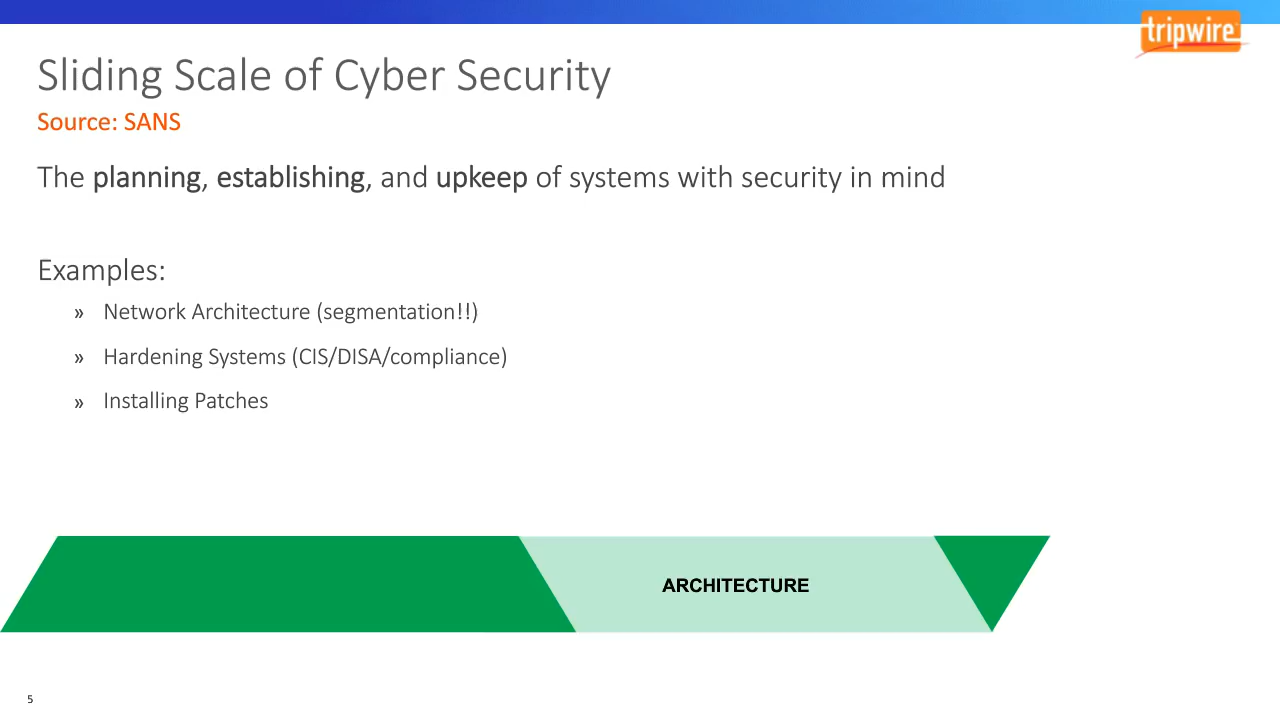 tripwire
Sliding Scale of Cyber Security
Source: SANS
The planning, establishing, and upkeep of systems with security in mind
Examples:
» Network Architecture (segmentation!!)
» Hardening Systems (CIS/DISA/compliance)
» Installing Patches
ARCHITECTURE
5